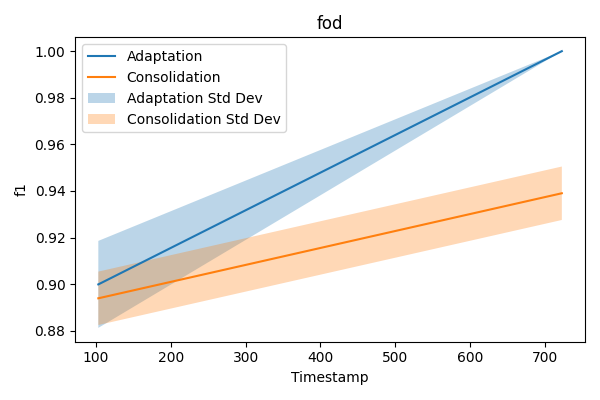 fod
Adaptation
Consolidation
Adaptation Std Dev
Consolidation Std Dev
f1
1.00
0.98
0.96
0.94
0.92
0.90
0.88
100 200 300 400 500 600 700
Timestamp